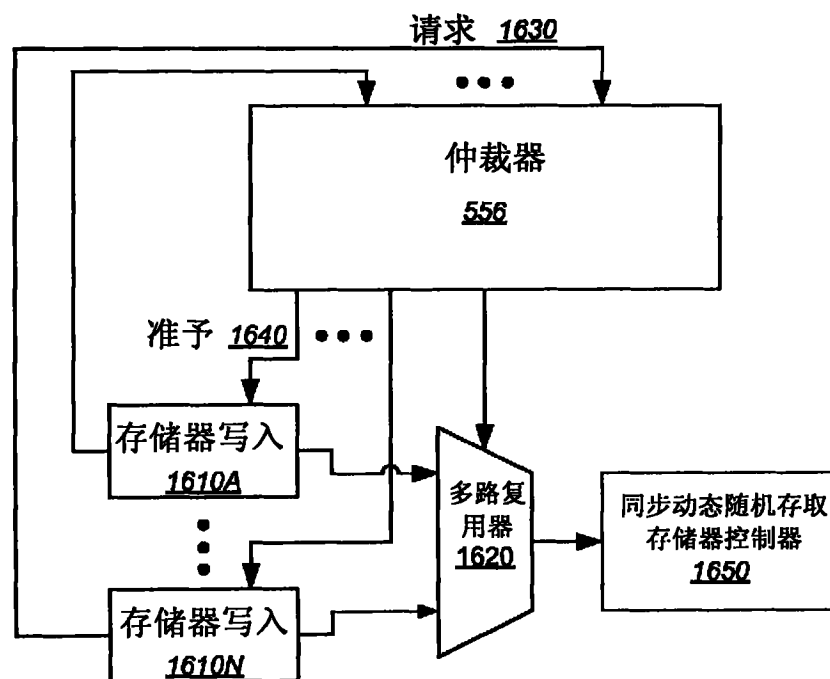 请求 1630
仲裁器
556
准予 1640
存储器写入
1610A
多路复
用器
1620
同步动态随机存取
存储器控制器
1650
存储器写入
1610N